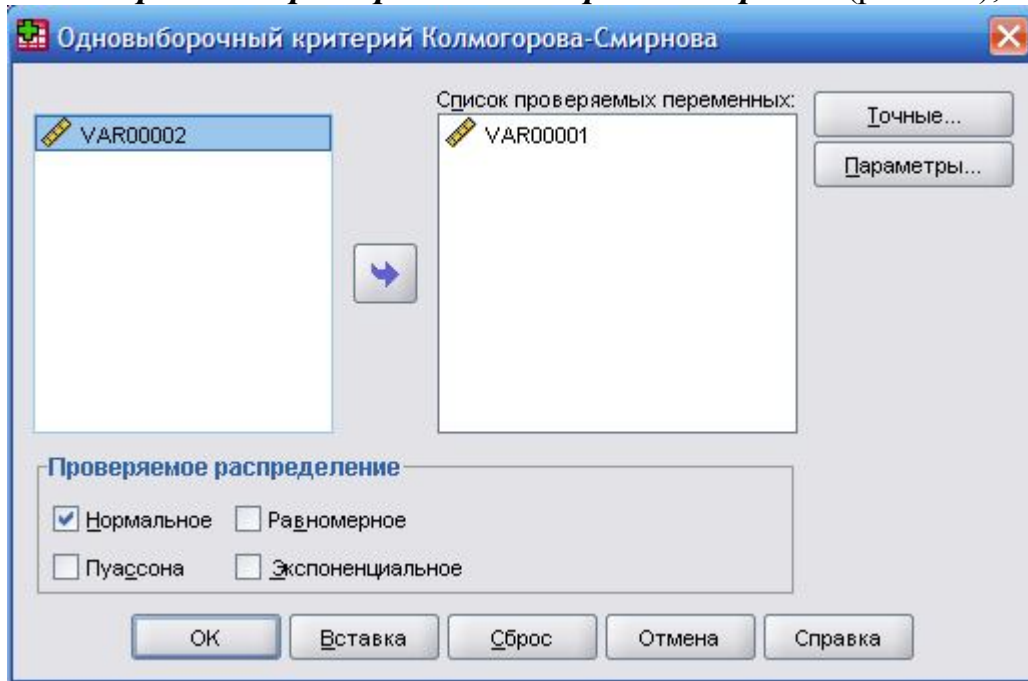 Одновыборочный критерий Колмогорова-Смирнова
Список проверяемых переменных:
VAR00002
VAR00001
Точные...
Параметры...
Проверяемое распределение
Нормальное
Равномерное
Пуассона
Экспоненциальное
OK
Вставка
Сброс
Отмена
Справка